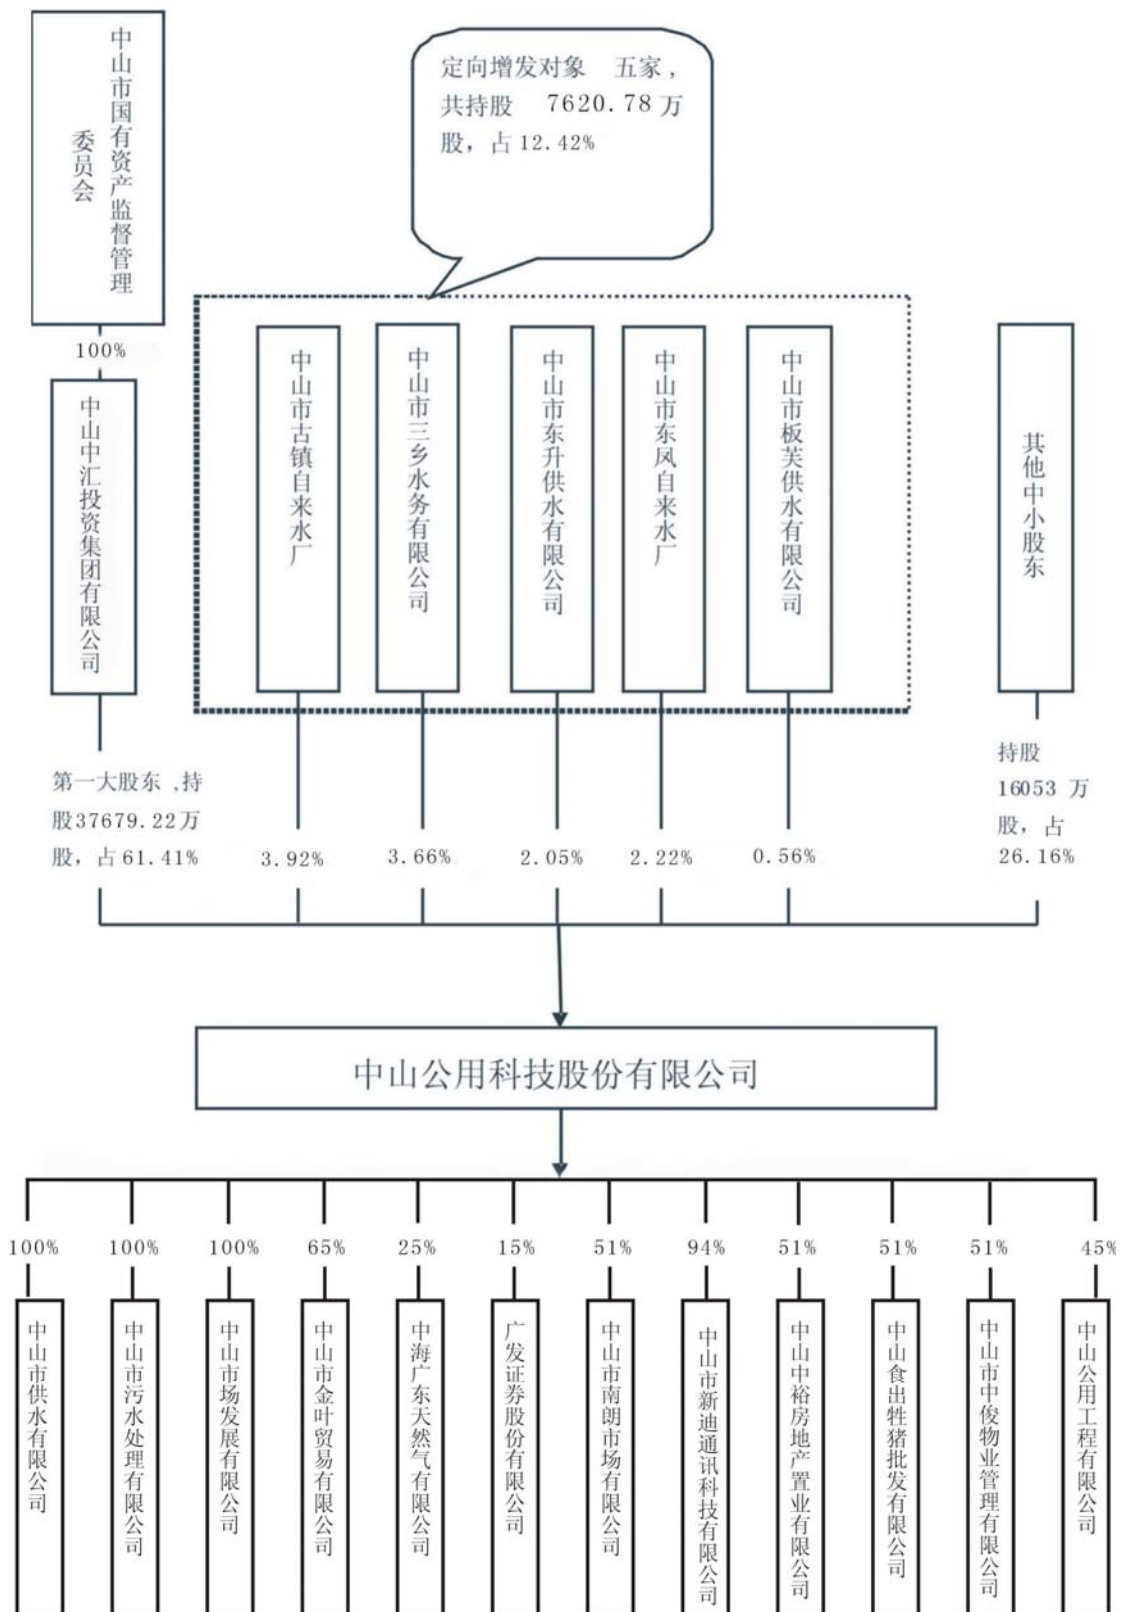 中山市国有资产监督管理
委员会
定向增发对象 五家，
共持股 7620.78 万
股，占 12.42%
100%
中山中汇投资集团有限公司
中山市古镇自来水厂
中山市三乡水务有限公司
中山市东升供水有限公司
中山市东凤自来水厂
中山市板芙供水有限公司
其他中小股东
第一大股东 ,持
股37679.22万
股，占 61.41%
3.92%
3.66%
2.05%
2.22%
0.56%
持股
16053 万
股，占
26.16%
中山公用科技股份有限公司
100%
100%
100%
65%
25%
15%
51%
94%
51%
51%
51%
45%
中山市供水有限公司
中山市污水处理有限公司
中山市场发展有限公司
中山市金叶贸易有限公司
中海广东天然气有限公司
广发证券股份有限公司
中山市南朗市场有限公司
中山市新迪通讯科技有限公司
中山中裕房地产置业有限公司
中山食出牲猪批发有限公司
中山市中俊物业管理有限公司
中山公用工程有限公司